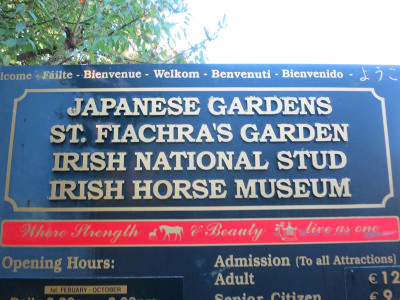 lcome - Fáilte - Bienvenue - Welkom - Benvenuti - Bienvenido - ようこ
JAPANESE GARDENS
ST. FIACHRA'S GARDEN
IRISH NATIONAL STUD
IRISH HORSE MUSEUM
Where Strength & Beauty live as one
Opening Hours:
Admission (To all Attractions)
1st FEBRUARY - OCTOBER
Adult €12
Senior Citizen €9